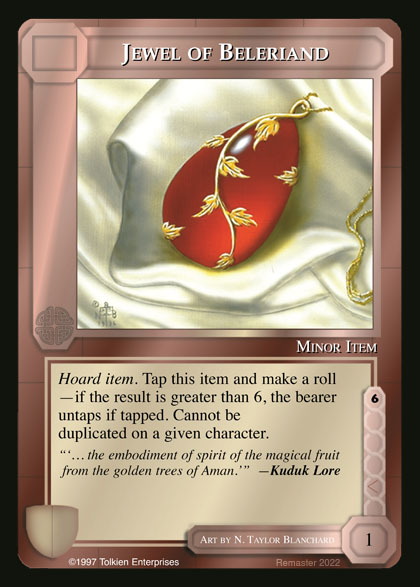 JEWEL OF BELERIAND
MINOR ITEM
Hoard item. Tap this item and make a roll
—if the result is greater than 6, the bearer
untaps if tapped. Cannot be
duplicated on a given character.
“‘… the embodiment of spirit of the magical fruit
from the golden trees of Aman.’” —Kuduk Lore
6
ART BY N. TAYLOR BLANCHARD
1
©1997 Tolkien Enterprises
Remaster 2022